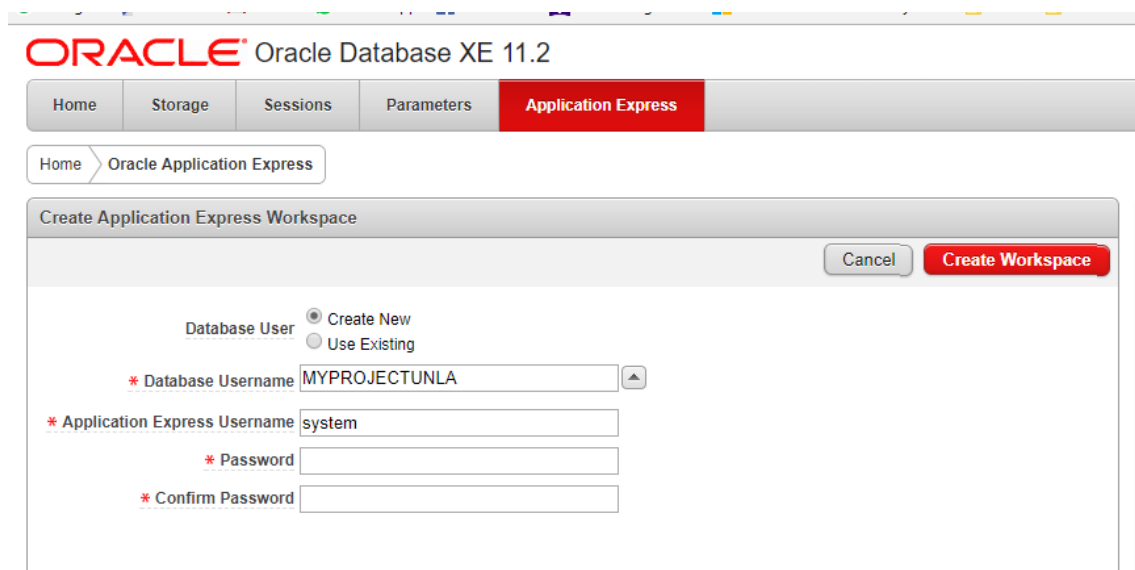 ORACLE Oracle Database XE 11.2
Home Storage Sessions Parameters Application Express
Home Oracle Application Express
Create Application Express Workspace
Cancel Create Workspace
Database User Create New
Use Existing
* Database Username MYPROJECTUNLA
* Application Express Username system
* Password
* Confirm Password